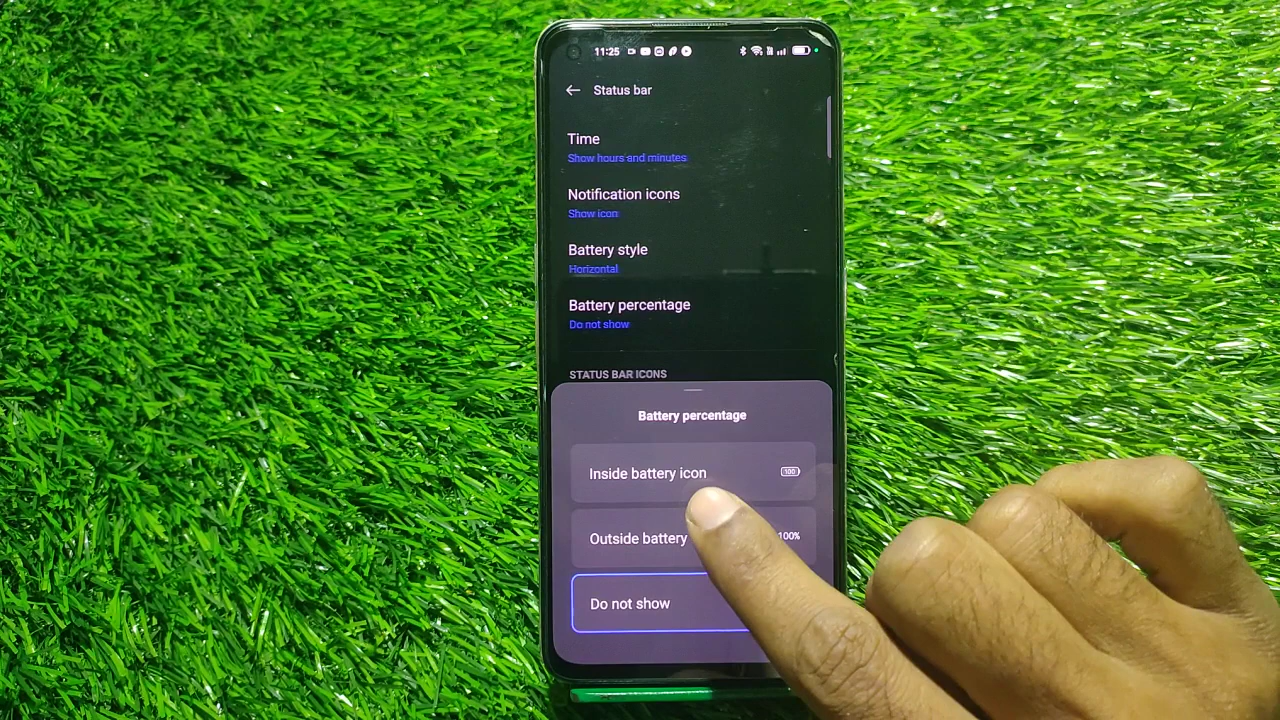 11:25
Status bar
Time
Show hours and minutes
Notification icons
Show icon
Battery style
Horizontal
Battery percentage
Do not show
STATUS BAR ICONS
Battery percentage
Inside battery icon
100
Outside battery
100%
Do not show